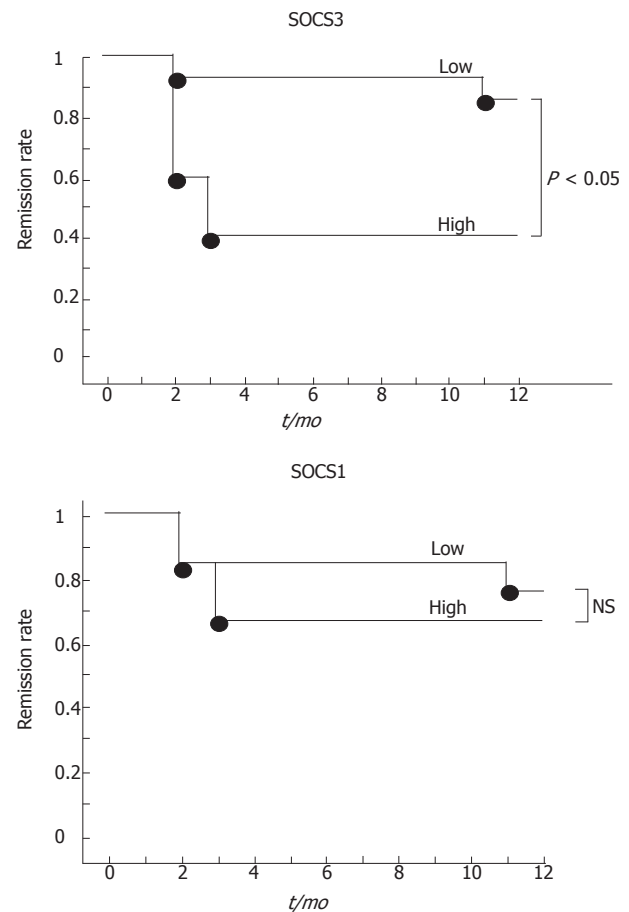 SOCS3
Remission rate
1
0.8
0.6
0.4
0.2
0
Low
High
P < 0.05
0 2 4 6 8 10 12
t/mo
SOCS1
Remission rate
1
0.8
0.6
0.4
0.2
0
Low
High
NS
0 2 4 6 8 10 12
t/mo